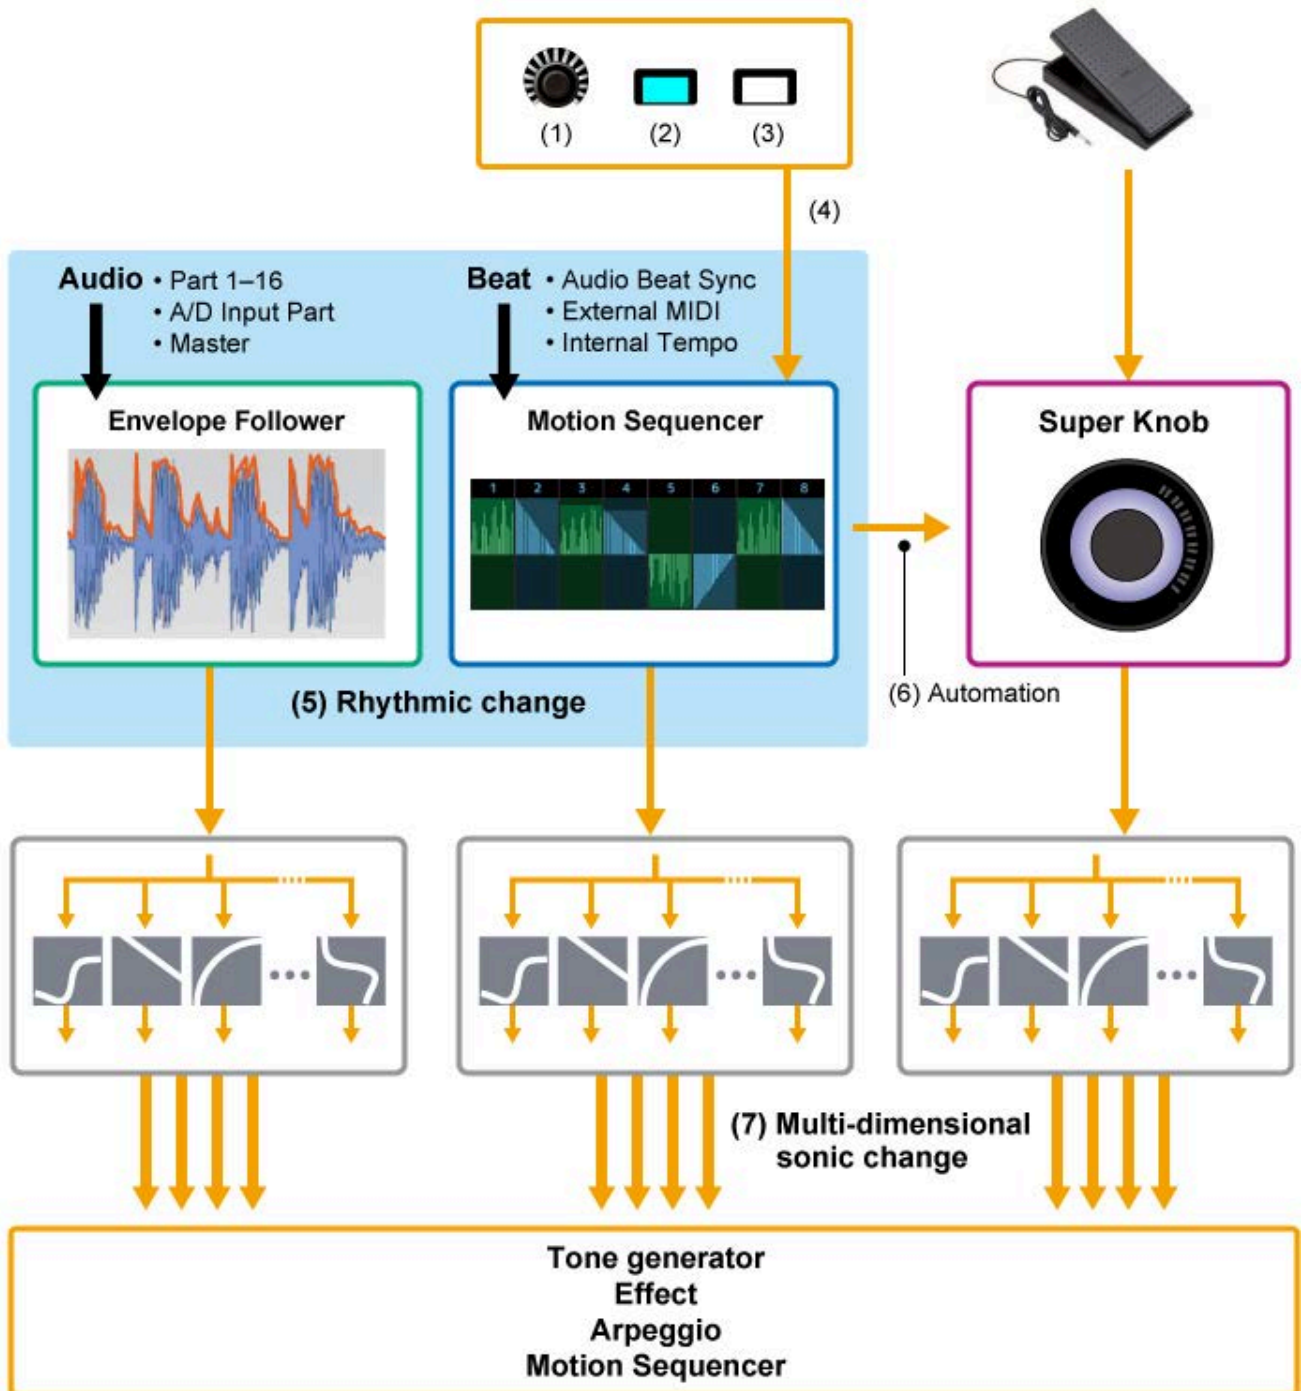 (1)
(2)
(3)
(4)
Audio • Part 1–16
• A/D Input Part
• Master
Beat • Audio Beat Sync
• External MIDI
• Internal Tempo
Envelope Follower
Motion Sequencer
1 2 3 4 5 6 7 8
Super Knob
(5) Rhythmic change
(6) Automation
(7) Multi-dimensional
sonic change
Tone generator
Effect
Arpeggio
Motion Sequencer